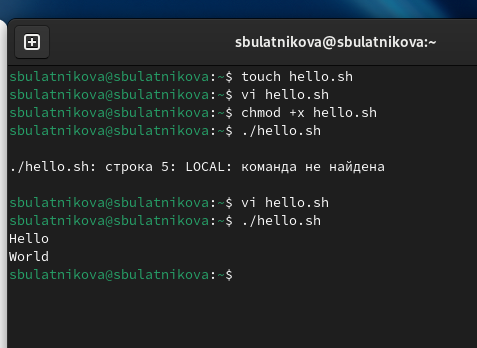 sbulatnikova@sbulatnikova:~
sbulatnikova@sbulatnikova:~$ touch hello.sh
sbulatnikova@sbulatnikova:~$ vi hello.sh
sbulatnikova@sbulatnikova:~$ chmod +x hello.sh
sbulatnikova@sbulatnikova:~$ ./hello.sh
./hello.sh: строка 5: LOCAL: команда не найдена
sbulatnikova@sbulatnikova:~$ vi hello.sh
sbulatnikova@sbulatnikova:~$ ./hello.sh
Hello
World
sbulatnikova@sbulatnikova:~$